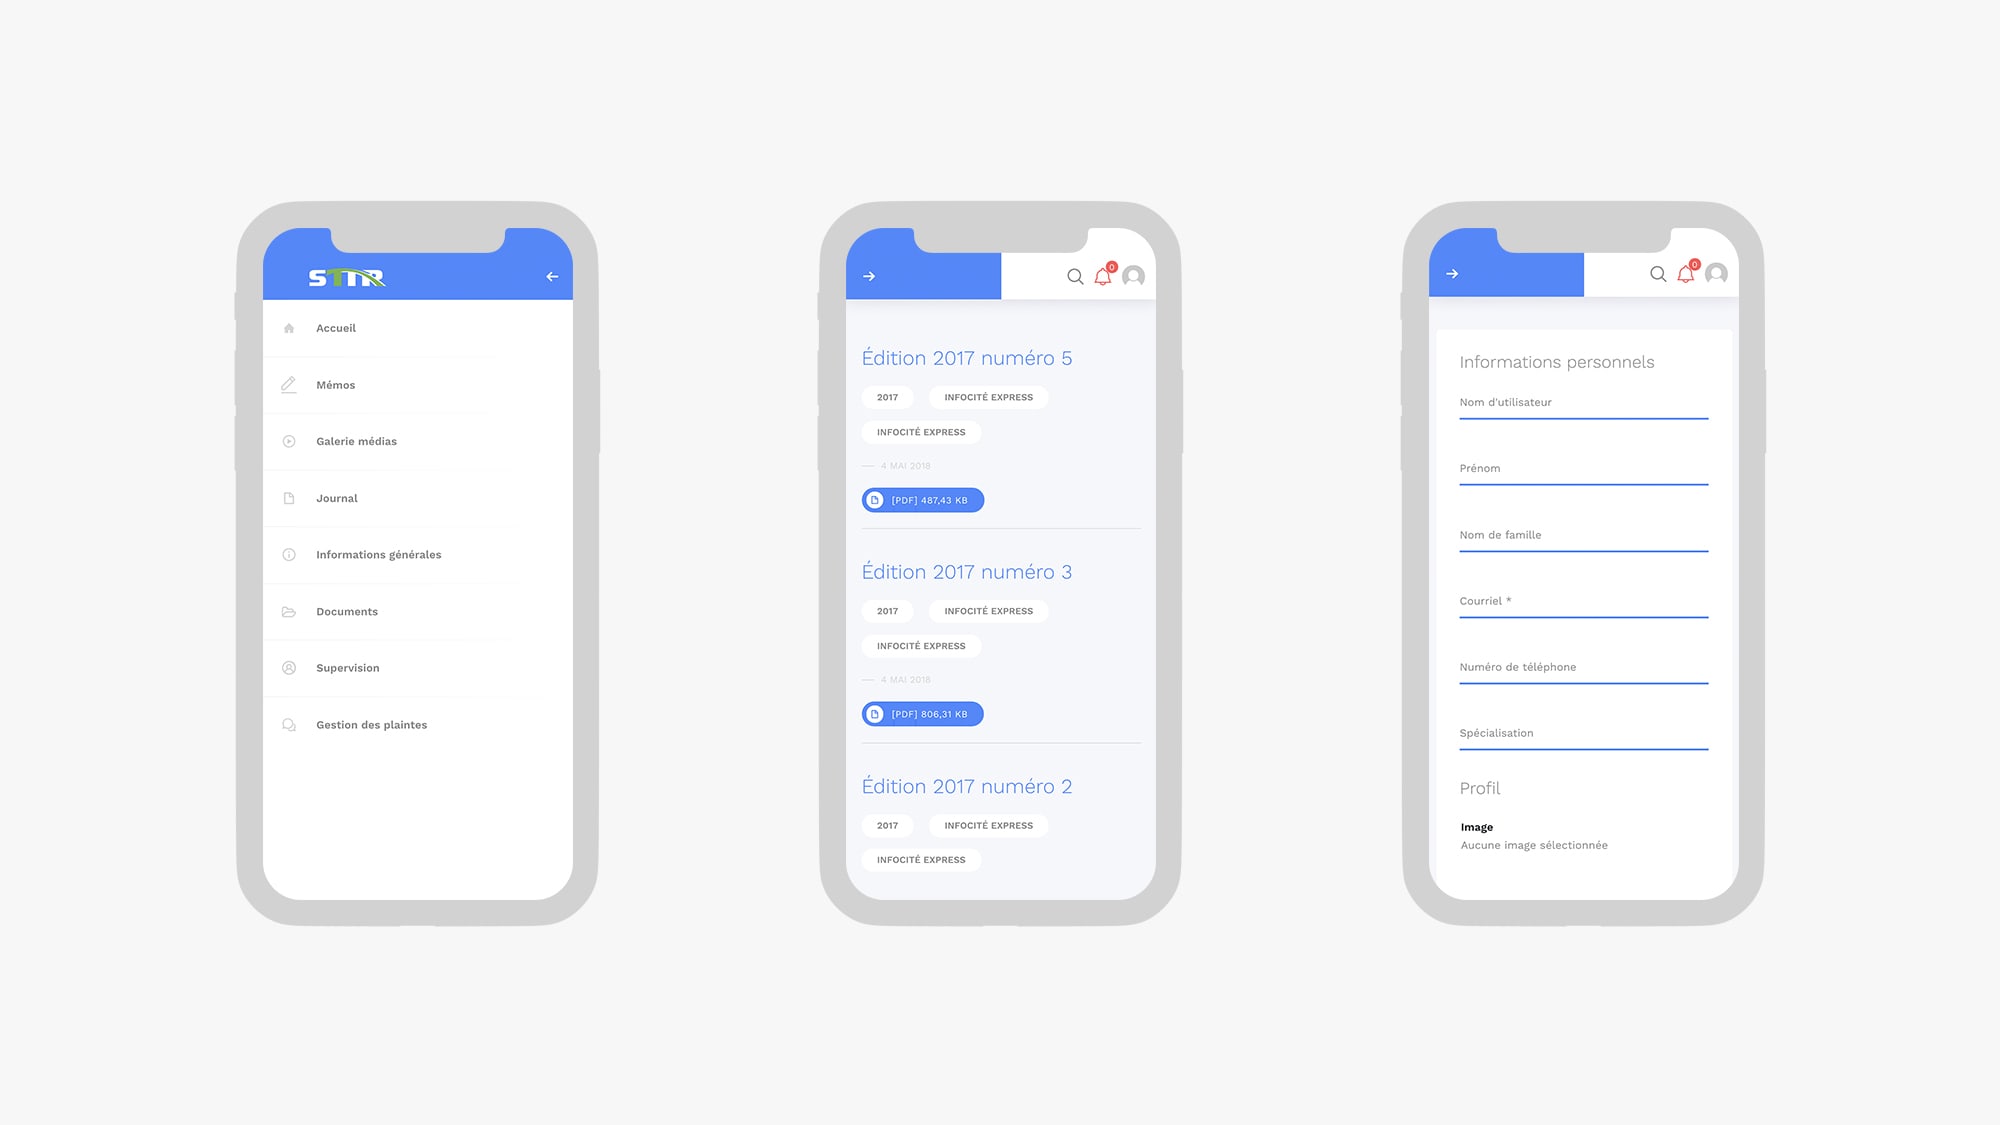 STTR
Accueil
Mémos
Galerie médias
Journal
Informations générales
Documents
Supervision
Gestion des plaintes
0
Édition 2017 numéro 5
2017 INFOCITÉ EXPRESS
INFOCITÉ EXPRESS
4 MAI 2018
[PDF] 487,43 KB
Édition 2017 numéro 3
2017 INFOCITÉ EXPRESS
INFOCITÉ EXPRESS
4 MAI 2018
[PDF] 806,31 KB
Édition 2017 numéro 2
2017 INFOCITÉ EXPRESS
INFOCITÉ EXPRESS
0
Informations personnels
Nom d'utilisateur
Prénom
Nom de famille
Courriel *
Numéro de téléphone
Spécialisation
Profil
Image
Aucune image sélectionnée